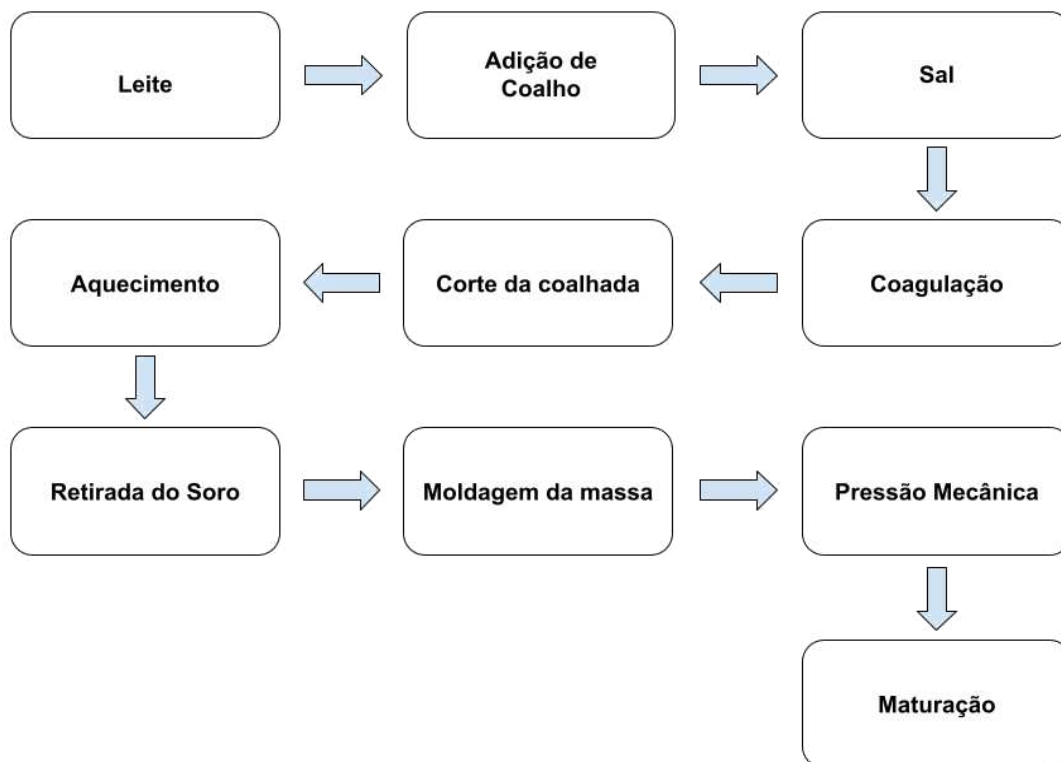 Leite
Adição de
Coalho
Sal
Coagulação
Corte da coalhada
Aquecimento
Retirada do Soro
Moldagem da massa
Pressão Mecânica
Maturação